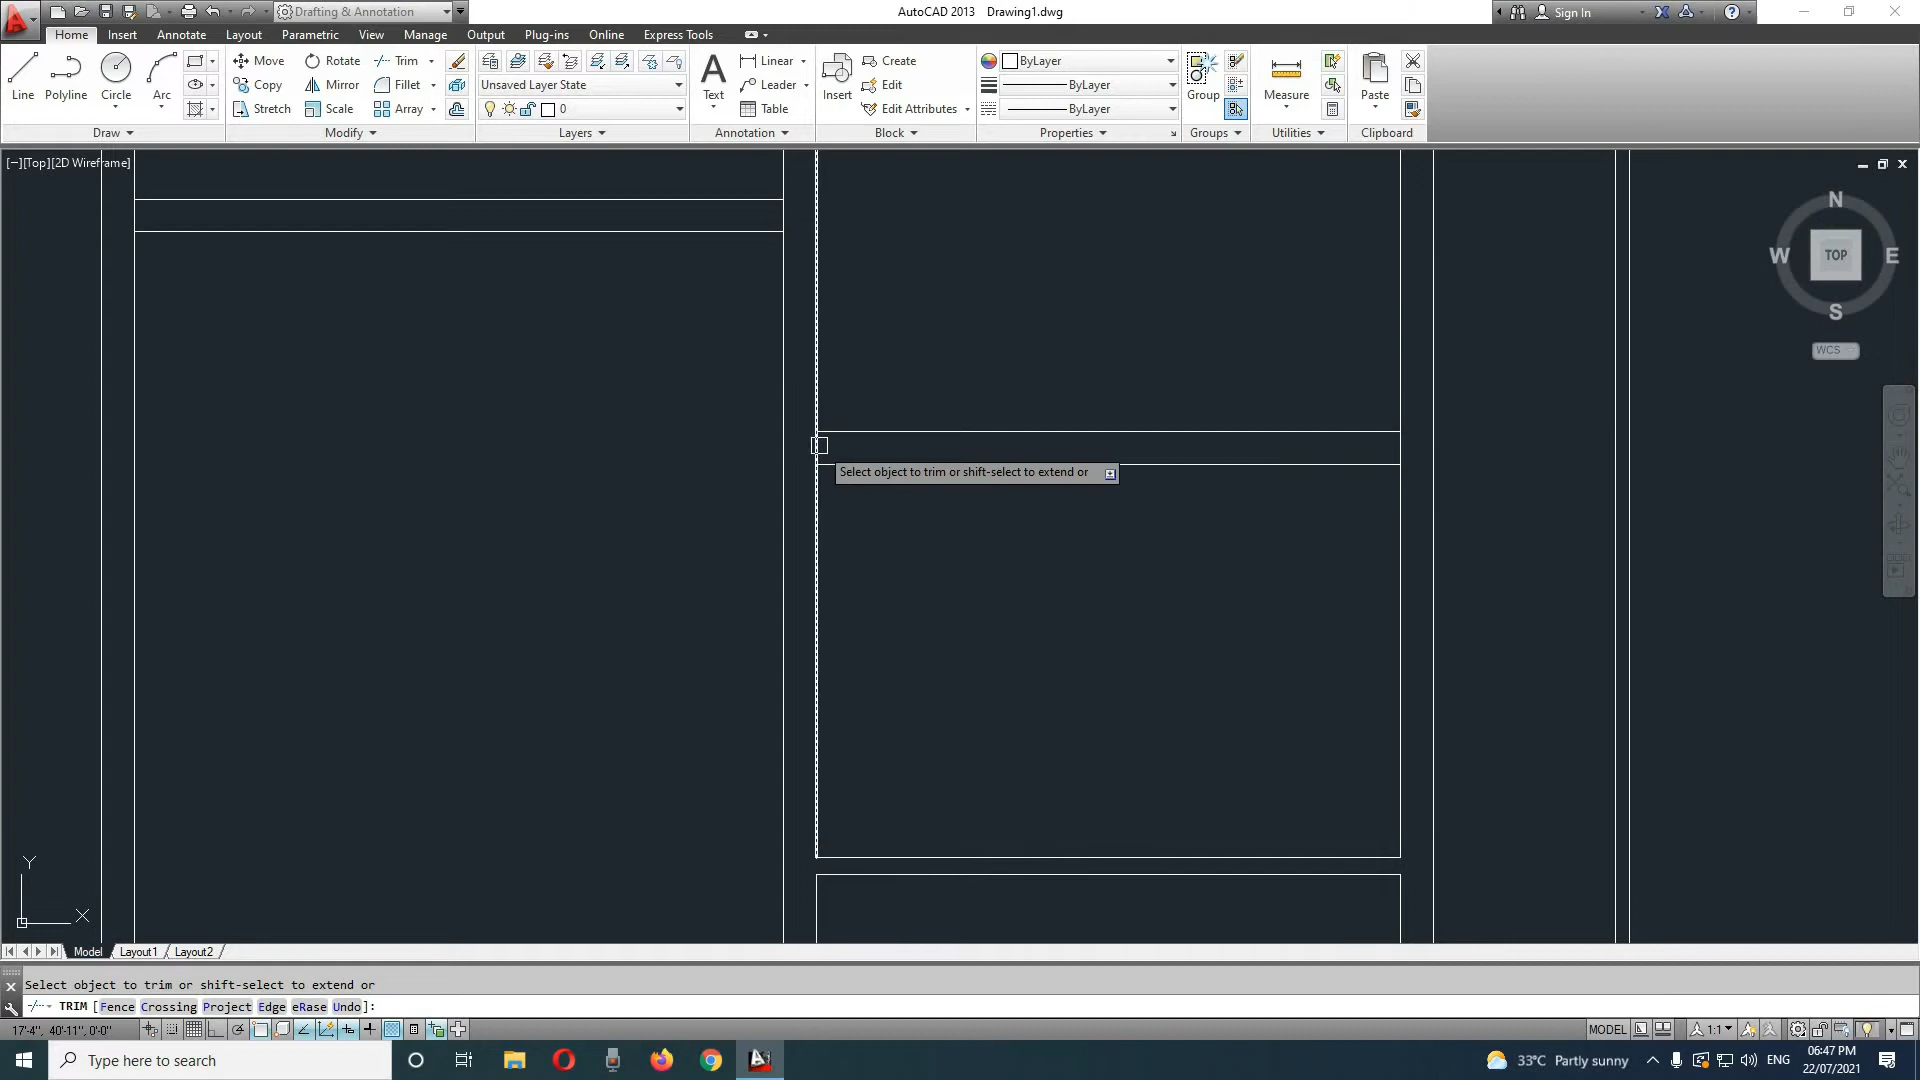 Drafting & Annotation
AutoCAD 2013 Drawing1.dwg
Sign In
Home Insert Annotate Layout Parametric View Manage Output Plug-ins Online Express Tools
Line Polyline Circle Arc
Move Rotate Trim
Copy Mirror Fillet
Stretch Scale Array
Unsaved Layer State
0
Text
Linear
Leader
Table
Insert
Create
Edit
Edit Attributes
ByLayer
ByLayer
ByLayer
Group
Measure
Paste
Draw Modify Layers Annotation Block Properties Groups Utilities Clipboard
[−][Top][2D Wireframe]
N
W TOP E
S
WCS
Select object to trim or shift-select to extend or
Y
X
Model Layout1 Layout2
Select object to trim or shift-select to extend or
TRIM [Fence Crossing Project Edge eRase Undo]:
17'-4", 40'-11", 0'-0"
MODEL
1:1
Type here to search
33°C Partly sunny
ENG
06:47 PM
22/07/2021